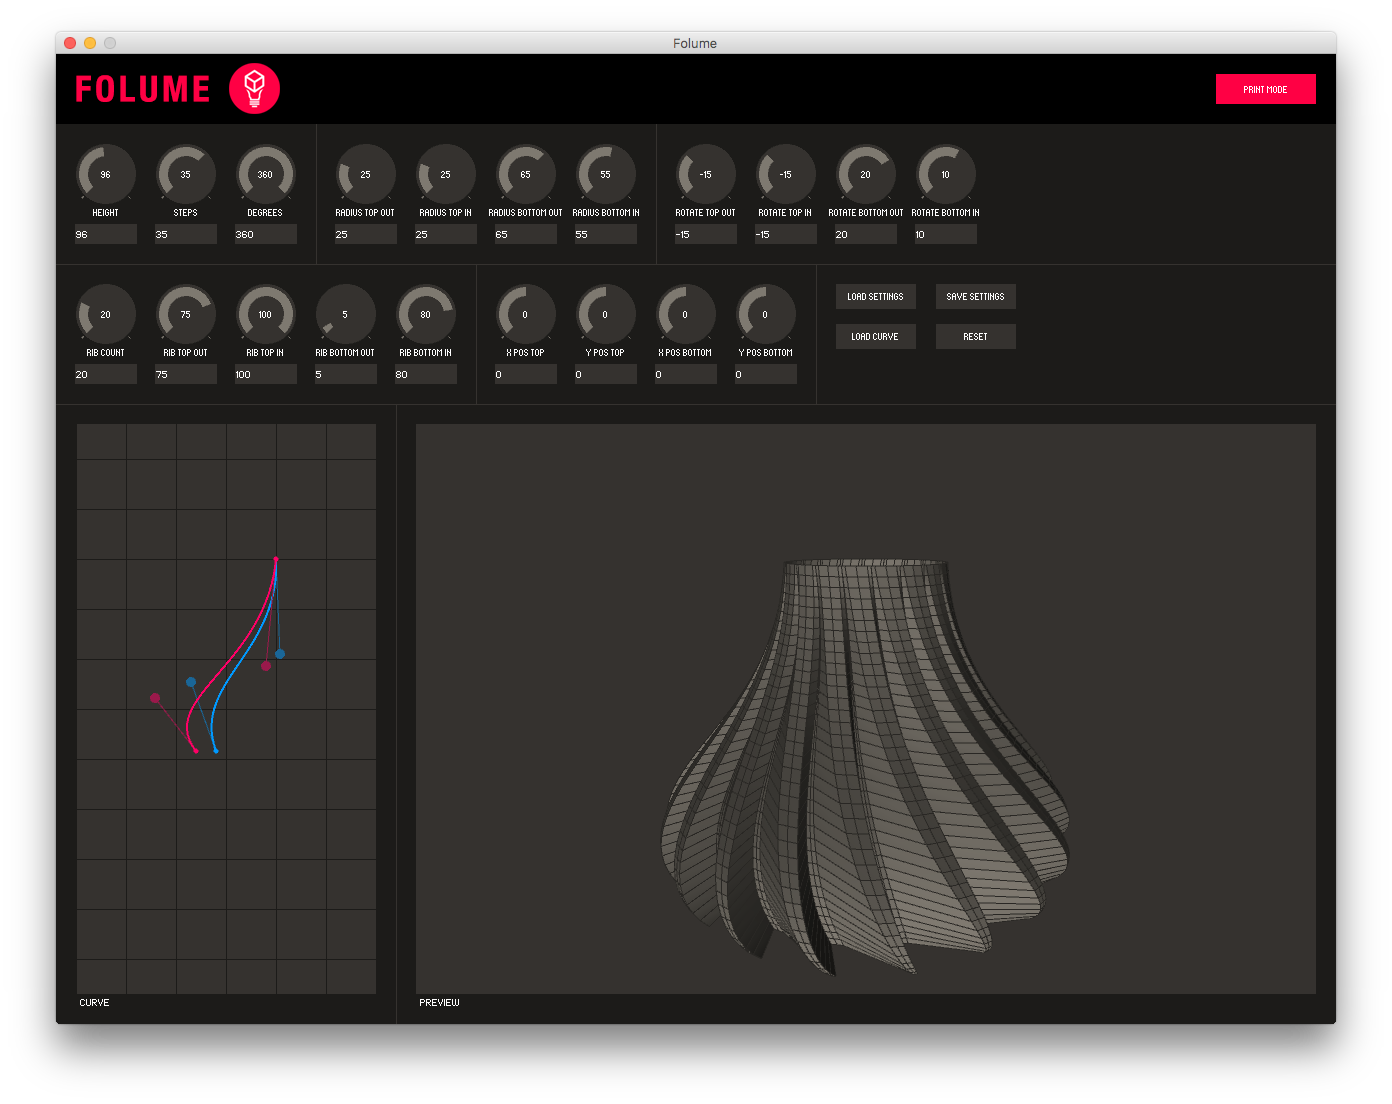 Folume
FOLUME
PRINT MODE
96 35 360 25 25 65 55 -15 -15 20 10
HEIGHT STEPS DEGREES RADIUS TOP OUT RADIUS TOP IN RADIUS BOTTOM OUT RADIUS BOTTOM IN ROTATE TOP OUT ROTATE TOP IN ROTATE BOTTOM OUT ROTATE BOTTOM IN
96 35 360 25 25 65 55 -15 -15 20 10
20 75 100 5 80 0 0 0 0 LOAD SETTINGS SAVE SETTINGS
RIB COUNT RIB TOP OUT RIB TOP IN RIB BOTTOM OUT RIB BOTTOM IN X POS TOP Y POS TOP X POS BOTTOM Y POS BOTTOM LOAD CURVE RESET
20 75 100 5 80 0 0 0 0
CURVE PREVIEW